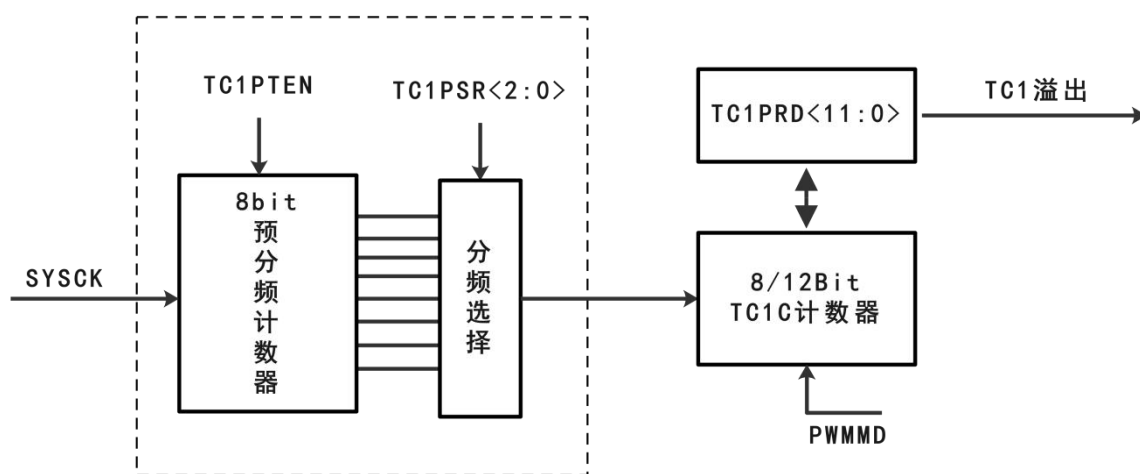 TC1PTEN
TC1PSR<2:0>
TC1PRD<11:0>
TC1溢出
8bit
预
分
频
计
数
器
分
频
选
择
SYSCK
8/12Bit
TC1C计数器
PWMMD